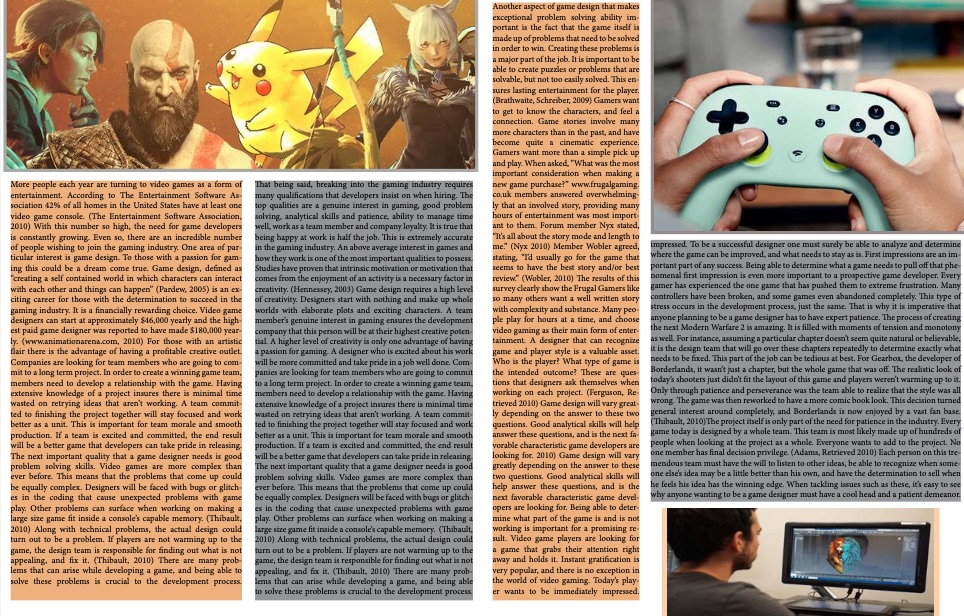 More people each year are turning to video games as a form of
entertainment. According to The Entertainment Software As-
sociation 42% of all homes in the United States have at least one
video game console. (The Entertainment Software Association,
2010) With this number so high, the need for game developers
is constantly growing. Even so, there are an incredible number
of people wishing to join the gaming industry. One area of par-
ticular interest is game design. To those with a passion for gam-
ing this could be a dream come true. Game design, defined as
"creating a self contained world in which characters can interact
with each other and things can happen" (Pardew, 2005) is an ex-
citing career for those with the determination to succeed in the
gaming industry. It is a financially rewarding choice. Video game
designers can start at approximately $46,000 yearly and the high-
est paid game designer was reported to have made $180,000 year-
ly. (www.animationarena.com, 2010) For those with an artistic
flair there is the advantage of having a profitable creative outlet.
Companies are looking for team members who are going to com-
mit to a long term project. In order to create a winning game team,
members need to develop a relationship with the game. Having
extensive knowledge of a project insures there is minimal time
wasted on retrying ideas that aren't working. A team commit-
ted to finishing the project together will stay focused and work
better as a unit. This is important for team morale and smooth
production. If a team is excited and committed, the end result
will be a better game that developers can take pride in releasing.
The next important quality that a game designer needs is good
problem solving skills. Video games are more complex than
ever before. This means that the problems that come up could
be equally complex. Designers will be faced with bugs or glitch-
es in the coding that cause unexpected problems with game
play. Other problems can surface when working on making a
large size game fit inside a console's capable memory. (Thibault,
2010) Along with technical problems, the actual design could
turn out to be a problem. If players are not warming up to the
game, the design team is responsible for finding out what is not
appealing, and fix it. (Thibault, 2010) There are many prob-
lems that can arise while developing a game, and being able to
solve these problems is crucial to the development process.
That being said, breaking into the gaming industry requires
many qualifications that developers insist on when hiring. The
top qualities are a genuine interest in gaming, good problem
solving, analytical skills and patience, ability to manage time
well, work as a team member and company loyalty. It is true that
being happy at work is half the job. This is extremely accurate
in the gaming industry. An above average interest in games and
how they work is one of the most important qualities to possess.
Studies have proven that intrinsic motivation or motivation that
comes from the enjoyment of an activity is a necessary factor in
creativity. (Hennessey, 2003) Game design requires a high level
of creativity. Designers start with nothing and make up whole
worlds with elaborate plots and exciting characters. A team
member's genuine interest in gaming ensures the development
company that this person will be at their highest creative poten-
tial. A higher level of creativity is only one advantage of having
a passion for gaming. A designer who is excited about his work
will be more committed and take pride in a job well done. Com-
panies are looking for team members who are going to commit
to a long term project. In order to create a winning game team,
members need to develop a relationship with the game. Having
extensive knowledge of a project insures there is minimal time
wasted on retrying ideas that aren't working. A team commit-
ted to finishing the project together will stay focused and work
better as a unit. This is important for team morale and smooth
production. If a team is excited and committed, the end result
will be a better game that developers can take pride in releasing.
The next important quality that a game designer needs is good
problem solving skills. Video games are more complex than
ever before. This means that the problems that come up could
be equally complex. Designers will be faced with bugs or glitch-
es in the coding that cause unexpected problems with game
play. Other problems can surface when working on making a
large size game fit inside a console's capable memory. (Thibault,
2010) Along with technical problems, the actual design could
turn out to be a problem. If players are not warming up to the
game, the design team is responsible for finding out what is not
appealing, and fix it. (Thibault, 2010) There are many prob-
lems that can arise while developing a game, and being able
to solve these problems is crucial to the development process.
Another aspect of game design that makes
exceptional problem solving ability im-
portant is the fact that the game itself is
made up of problems that need to be solved
in order to win. Creating these problems is
a major part of the job. It is important to be
able to create puzzles or problems that are
solvable, but not too easily solved. This en-
sures lasting entertainment for the player.
(Brathwaite, Schreiber, 2009) Gamers want
to get to know the characters, and feel a
connection. Game stories involve many
more characters than in the past, and have
become quite a cinematic experience.
Gamers want more than a simple pick up
and play. When asked, "What was the most
important consideration when making a
new game purchase?" www.frugalgaming.
co.uk members answered overwhelming-
ly that an involved story, providing many
hours of entertainment was most import-
ant to them. Forum member Nyx stated,
"It's all about the story mode and length to
me." (Nyx 2010) Member Wobler agreed,
stating, "I'd usually go for the game that
seems to have the best story and/or best
review." (Wobler, 2010) The results of this
survey clearly show the Frugal Gamers like
so many others want a well written story
with complexity and substance. Many peo-
ple play for hours at a time, and choose
video gaming as their main form of enter-
tainment. A designer that can recognize
game and player style is a valuable asset.
Who is the player? What type of game is
the intended outcome? These are ques-
tions that designers ask themselves when
working on each project. (Ferguson, Re-
trieved 2010) Game design will vary great-
ly depending on the answer to these two
questions. Good analytical skills will help
answer these questions, and is the next fa-
vorable characteristic game developers are
looking for. 2010) Game design will vary
greatly depending on the answer to these
two questions. Good analytical skills will
help answer these questions, and is the
next favorable characteristic game devel-
opers are looking for. Being able to deter-
mine what part of the game is and is not
working is important for a promising re-
sult. Video game players are looking for
a game that grabs their attention right
away and holds it. Instant gratification is
very popular, and there is no exception in
the world of video gaming. Today's play-
er wants to be immediately impressed.
impressed. To be a successful designer one must surely be able to analyze and determine
where the game can be improved, and what needs to stay as is. First impressions are an im-
portant part of any success. Being able to determine what a game needs to pull off that phe-
nomenal first impression is even more important to a prospective game developer. Every
gamer has experienced the one game that has pushed them to extreme frustration. Many
controllers have been broken, and some games even abandoned completely. This type of
stress occurs in the development process, just the same. That is why it is imperative that
anyone planning to be a game designer has to have expert patience. The process of creating
the next Modern Warfare 2 is amazing. It is filled with moments of tension and monotony
as well. For instance, assuming a particular chapter doesn't seem quite natural or believable,
it is the design team that will go over these chapters repeatedly to determine exactly what
needs to be fixed. This part of the job can be tedious at best. For Gearbox, the developer of
Borderlands, it wasn't just a chapter, but the whole game that was off. The realistic look of
today's shooters just didn't fit the layout of this game and players weren't warming up to it.
Only through patience and perseverance was the team able to realize that the style was all
wrong. The game was then reworked to have a more comic book look. This decision turned
general interest around completely, and Borderlands is now enjoyed by a vast fan base.
(Thibault, 2010)The project itself is only part of the need for patience in the industry. Every
game today is designed by a whole team. This team is most likely made up of hundreds of
people when looking at the project as a whole. Everyone wants to add to the project. No
one member has final decision privilege. (Adams, Retrieved 2010) Each person on this tre-
mendous team must have the will to listen to other ideas, be able to recognize when some-
one else's idea may be a little better than his own, and have the determination to sell when
he feels his idea has the winning edge. When tackling issues such as these, it's easy to see
why anyone wanting to be a game designer must have a cool head and a patient demeanor.